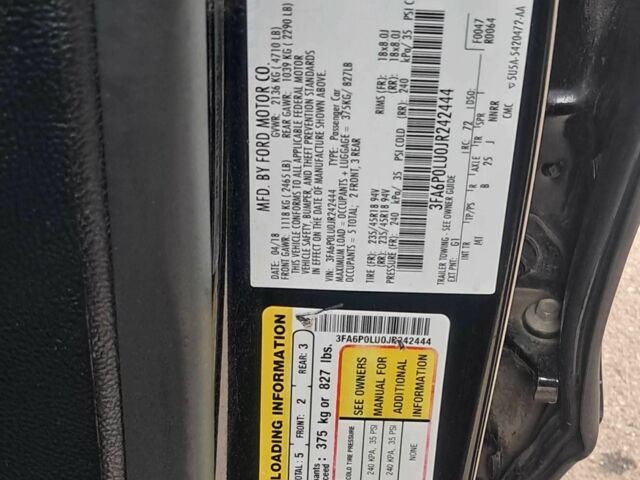 MFD. BY FORD MOTOR CO.
DATE: 04/18 GVWR: 2136 KG ( 4710 LB)
FRONT GAWR: 1118 KG (2465 LB) REAR GAWR: 1039 KG ( 2290 LB)
THIS VEHICLE CONFORMS TO ALL APPLICABLE FEDERAL MOTOR
VEHICLE SAFETY, BUMPER, AND THEFT PREVENTION STANDARDS
IN EFFECT ON THE DATE OF MANUFACTURE SHOWN ABOVE.
VIN: 3FA6P0LU0JR242444 TYPE: Passenger Car
MAXIMUM LOAD = OCCUPANTS + LUGGAGE = 375KG/ 827LB
OCCUPANTS = 5 TOTAL; 2 FRONT, 3 REAR
TIRE (FR): 235/45R18 94V RIMS (FR): 18x8.0J
RR): 235/45R18 94V (RR): 18x8.0J
PRESSURE (FR): 240 kPa/ 35 PSI COLD (RR): 240 kPa/ 35 PSI C
3FA6P0LU0JR242444
TRAILER TOWING - SEE OWNER GUIDE
EXT PNT: G1 RC: 72 DSO: F0047
R0064
INT TR TP/PS R AXLE TR SPR
MI B 25 J NNRR
CMC
5U5A-5420472-AA
3FA6P0LU0JR242444
LOADING INFORMATION
TOTAL: 5 FRONT: 2 REAR: 3
375 kg or 827 lbs.
COLD TIRE PRESSURE
240 KPA, 35 PSI
240 KPA, 35 PSI
NONE
SEE OWNERS
MANUAL FOR
ADDITIONAL
INFORMATION